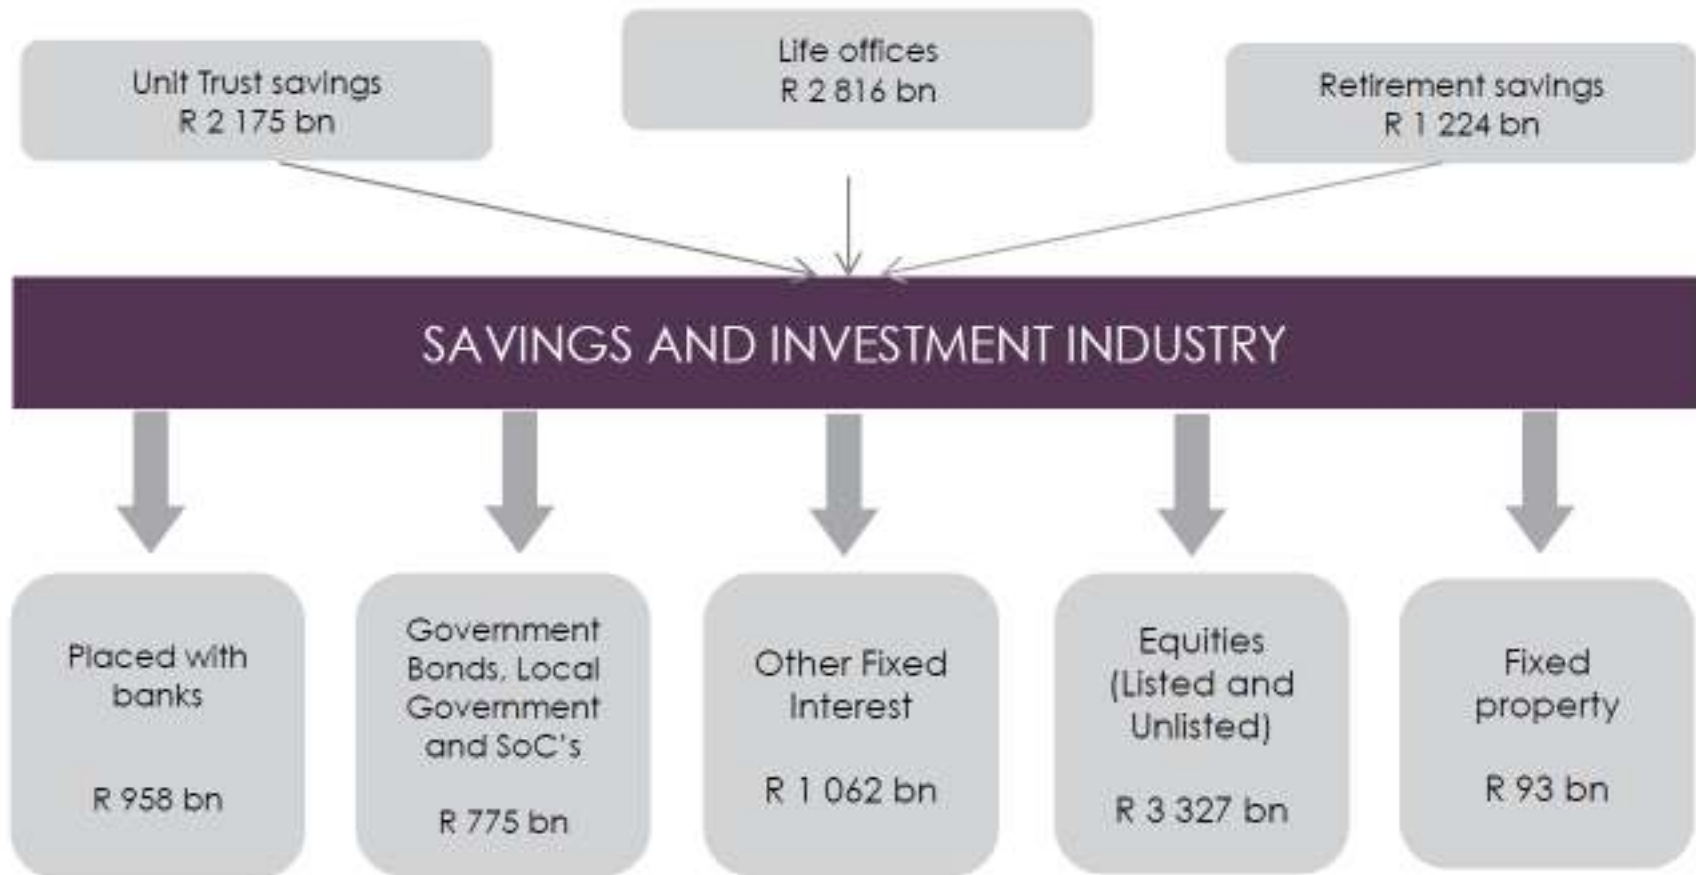 Unit Trust savings
R 2 175 bn
Life offices
R 2 816 bn
Retirement savings
R 1 224 bn
SAVINGS AND INVESTMENT INDUSTRY
Placed with
banks
R 958 bn
Government
Bonds, Local
Government
and SoC's
R 775 bn
Other Fixed
Interest
R 1 062 bn
Equities
(Listed and
Unlisted)
R 3 327 bn
Fixed
property
R 93 bn